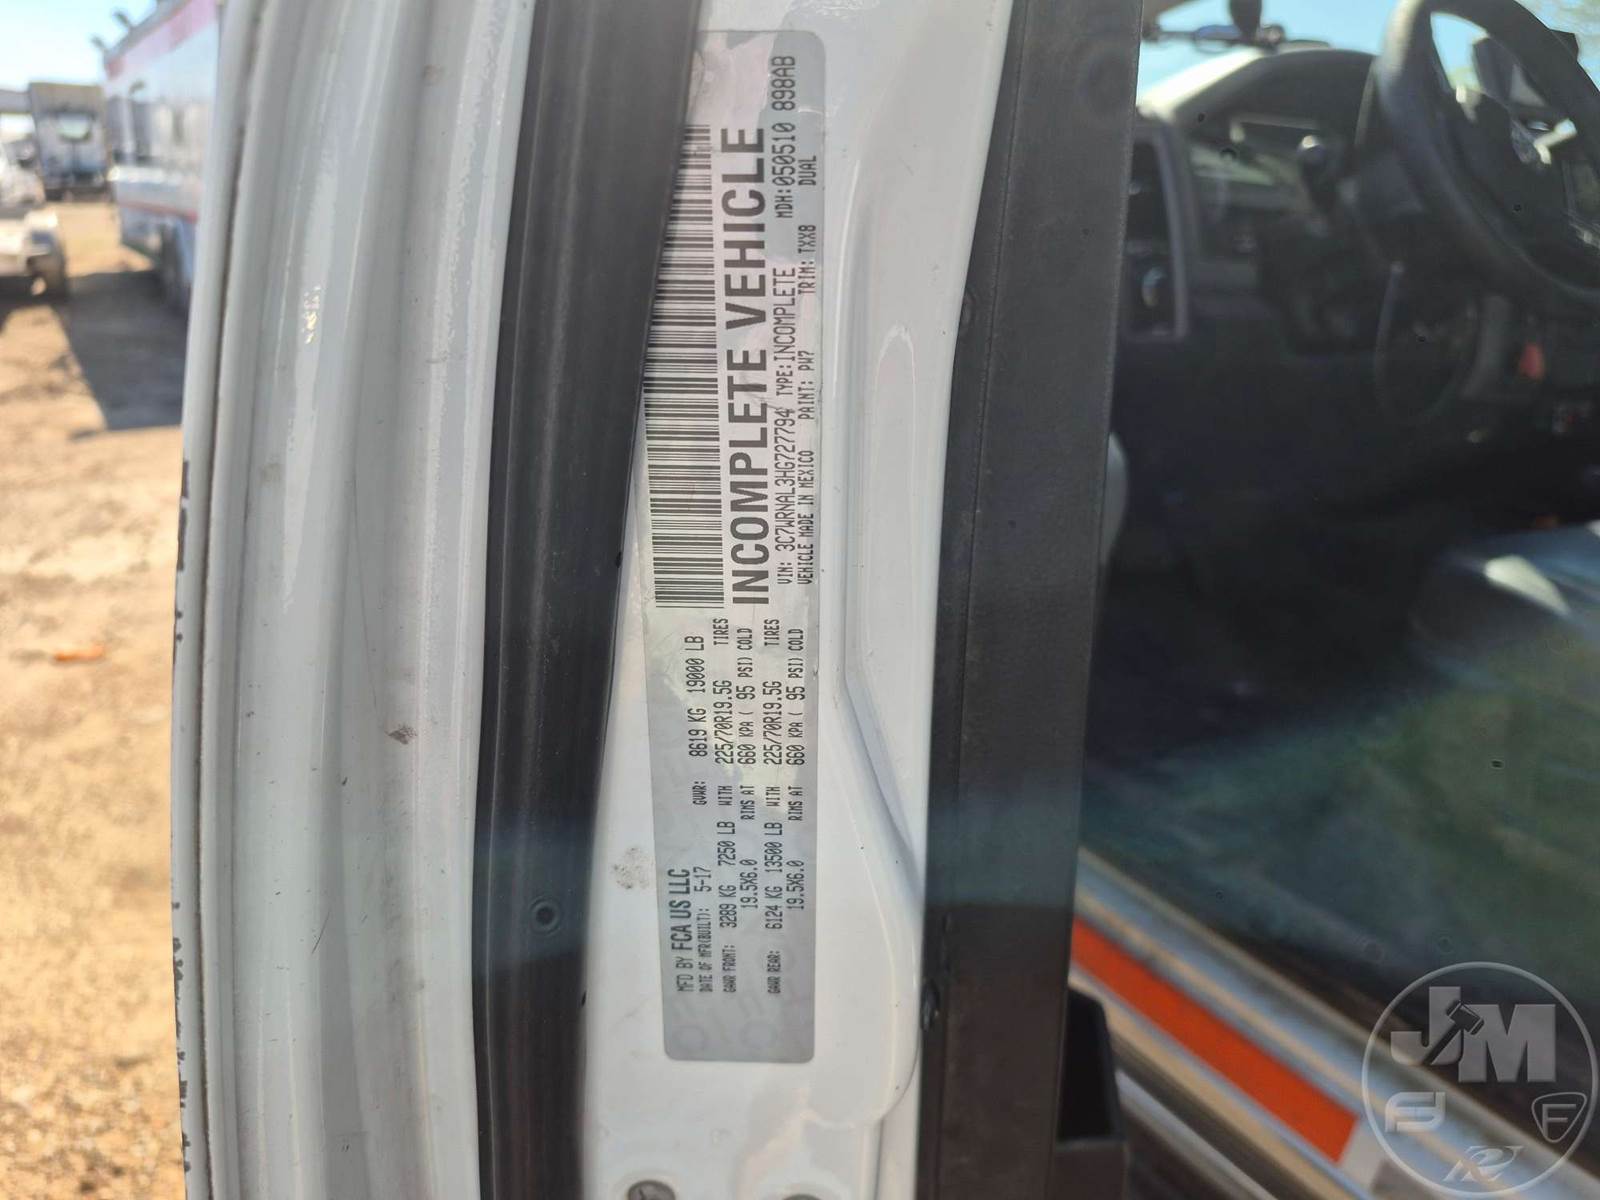 MFD BY FCA US LLC
DATE OF MFR(BUILT): 5-17 GVWR: 8619 KG 19000 LB
GAWR FRONT: 3289 KG 7250 LB WITH 225/70R19.5G TIRES
19.5X6.0 RIMS AT 660 KPA ( 95 PSI) COLD
GAWR REAR: 6124 KG 13500 LB WITH 225/70R19.5G TIRES
19.5X6.0 RIMS AT 660 KPA ( 95 PSI) COLD
INCOMPLETE VEHICLE
VIN: 3C7WRNAL3HG727794 TYPE:INCOMPLETE MDH:050510 898AB
VEHICLE MADE IN MEXICO PAINT: PW7 TRIM: TXX8 DUAL
JM
F